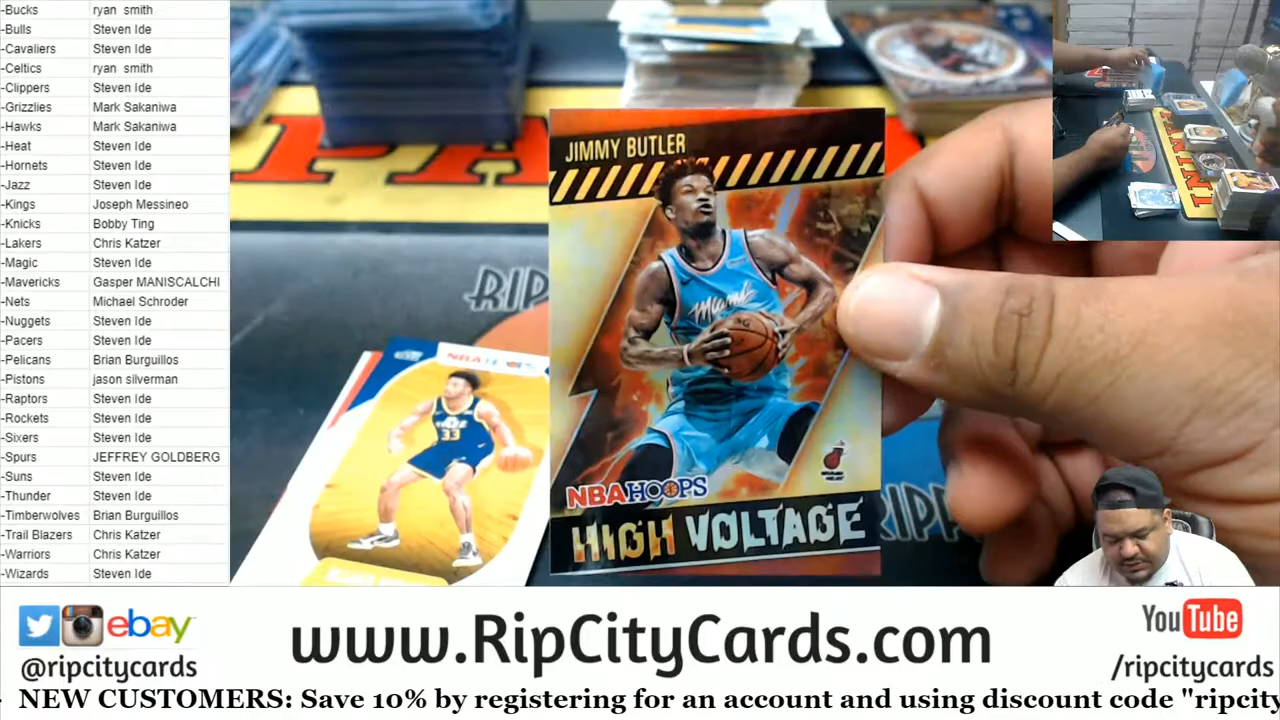 -Bucks ryan smith
-Bulls Steven Ide
-Cavaliers Steven Ide
-Celtics ryan smith
-Clippers Steven Ide
-Grizzlies Mark Sakaniwa
-Hawks Mark Sakaniwa
-Heat Steven Ide
-Hornets Steven Ide
-Jazz Steven Ide
-Kings Joseph Messineo
-Knicks Bobby Ting
-Lakers Chris Katzer
-Magic Steven Ide
-Mavericks Gasper MANISCALCHI
-Nets Michael Schroder
-Nuggets Steven Ide
-Pacers Steven Ide
-Pelicans Brian Burguillos
-Pistons jason silverman
-Raptors Steven Ide
-Rockets Steven Ide
-Sixers Steven Ide
-Spurs JEFFREY GOLDBERG
-Suns Steven Ide
-Thunder Steven Ide
-Timberwolves Brian Burguillos
-Trail Blazers Chris Katzer
-Warriors Chris Katzer
-Wizards Steven Ide
JIMMY BUTLER
Miami
NBA HOOPS
HIGH VOLTAGE
33
RIP
PANINI
ebay
@ripcitycards
www.RipCityCards.com
YouTube
/ripcitycards
NEW CUSTOMERS: Save 10% by registering for an account and using discount code "ripcity